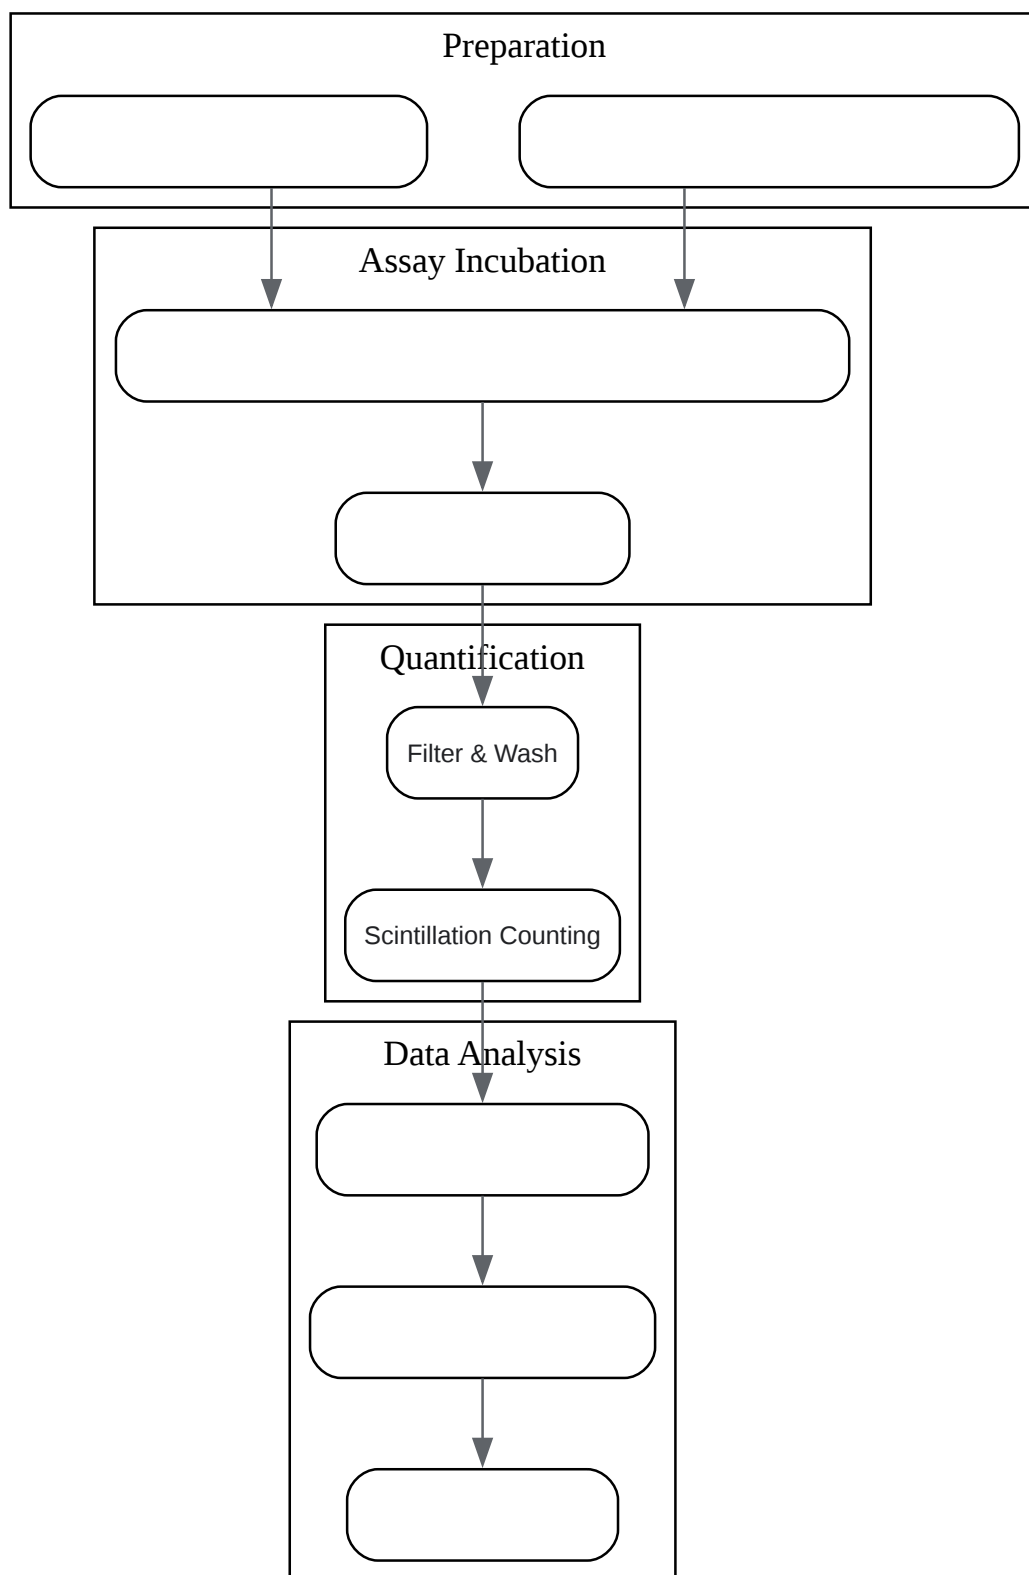 Preparation
Assay Incubation
Quantification
Filter & Wash
Scintillation Counting
Data Analysis